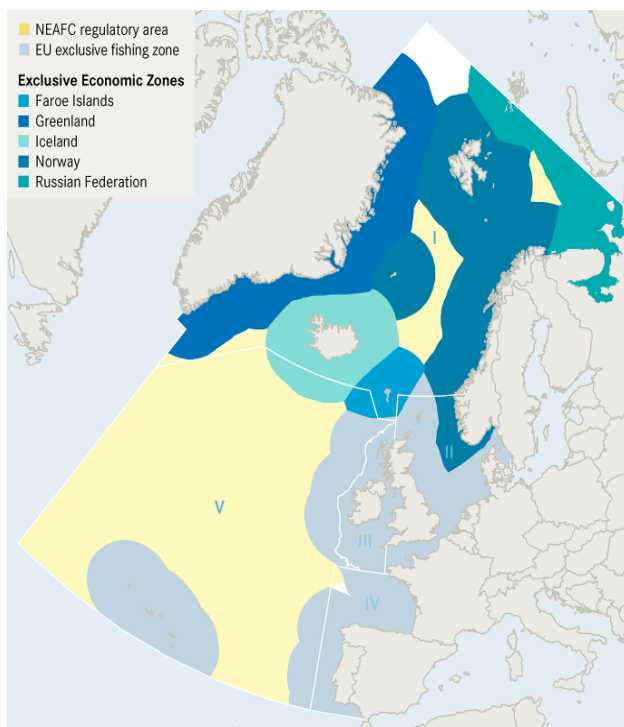 NEAFC regulatory area
EU exclusive fishing zone
Exclusive Economic Zones
Faroe Islands
Greenland
Iceland
Norway
Russian Federation
I
II
V
III
IV